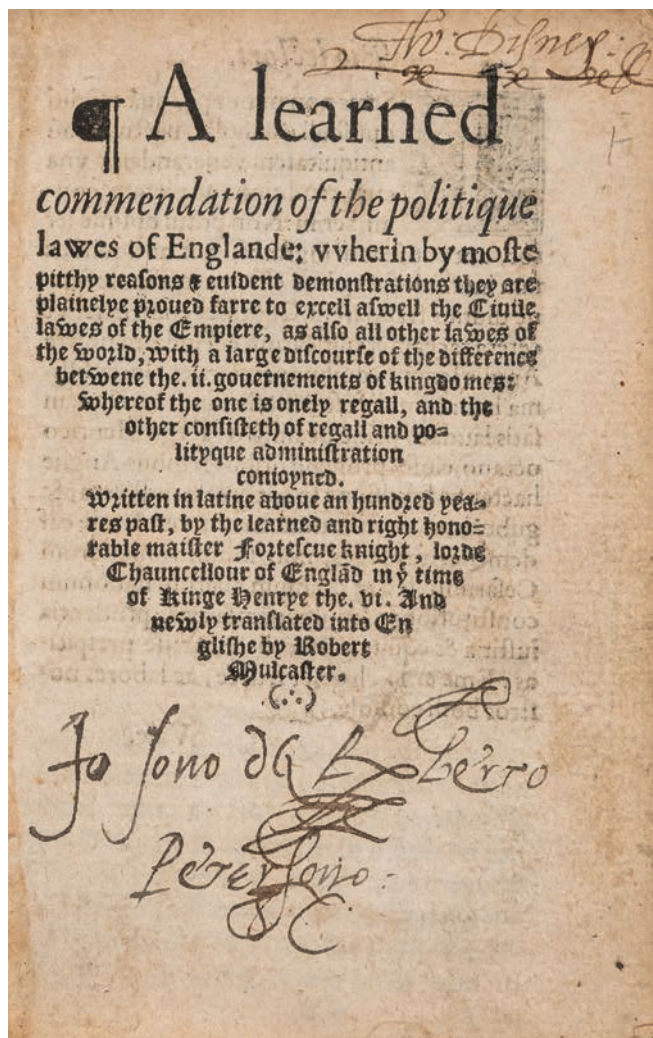 Tho: Disney:
¶ A learned
commendation of the politique
lawes of Englande: vvherin by moste
pitthy reasons & euident demonstrations they are
plainelye proued farre to excell aswell the Ciuile
lawes of the Empiere, as also all other lawes of
the world, with a large discourse of the difference
betwene the. ii. gouernements of kingdomes:
whereof the one is onely regall, and the
other consisteth of regall and po=
lityque administration
conioyned.
Written in latine aboue an hundred yea=
res past, by the learned and right hono=
rable maister Fortescue knight, lorde
Chauncellour of Englād in yͤ time
of Kinge Henrye the. vi. And
newly translated into En
glishe by Robert
Mulcaster.
(∴)
Io sono